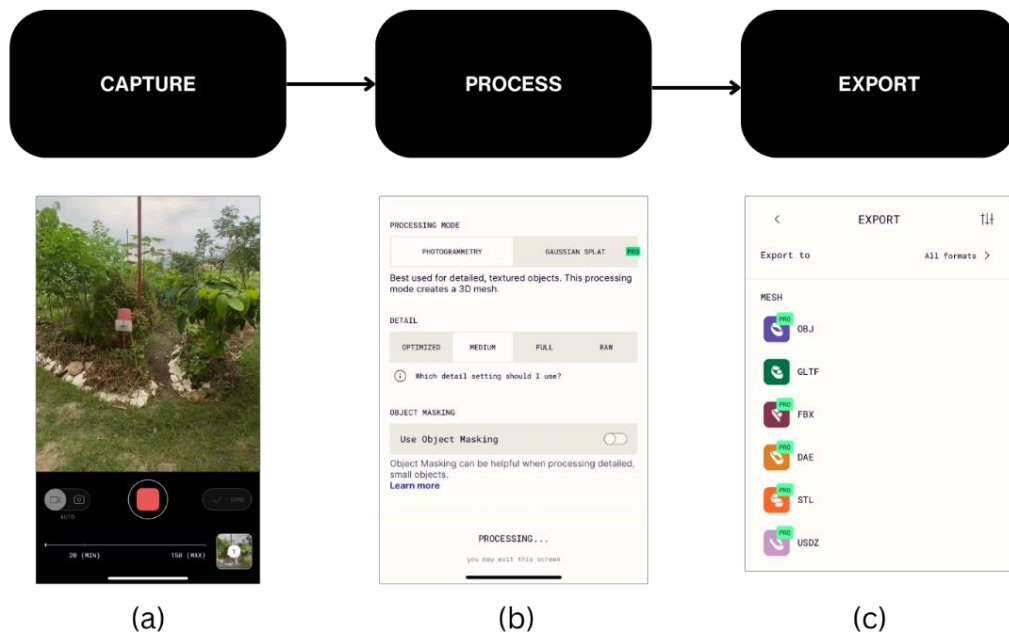 CAPTURE
PROCESS
EXPORT
AUTO
DONE
20 (MIN)
150 (MAX)
1
PROCESSING MODE
PHOTOGRAMMETRY
GAUSSIAN SPLAT
PRO
Best used for detailed, textured objects. This processing
mode creates a 3D mesh.
DETAIL
OPTIMIZED
MEDIUM
FULL
RAW
Which detail setting should I use?
OBJECT MASKING
Use Object Masking
Object Masking can be helpful when processing detailed,
small objects.
Learn more
PROCESSING...
you may exit this screen
EXPORT
Export to
All formats >
MESH
PRO
OBJ
GLTF
PRO
FBX
PRO
DAE
PRO
STL
PRO
USDZ
(a)
(b)
(c)